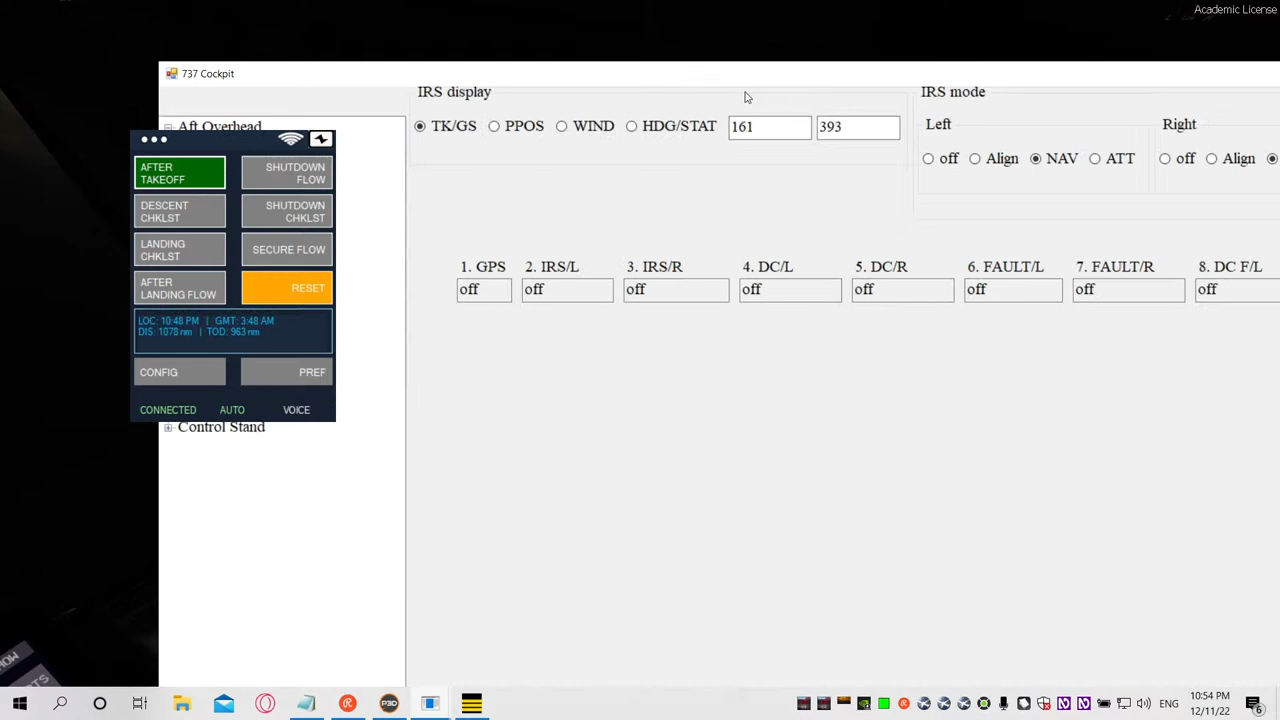 Academic License
737 Cockpit
IRS display
TK/GS PPOS WIND HDG/STAT 161 393
IRS mode
Left
off Align NAV ATT
Right
off Align
Aft Overhead
AFTER TAKEOFF
SHUTDOWN FLOW
DESCENT CHKLST
SHUTDOWN CHKLST
LANDING CHKLST
SECURE FLOW
AFTER LANDING FLOW
RESET
LOC: 10:48 PM | GMT: 3:48 AM
DIS: 1078 nm | TOD: 963 nm
CONFIG
PREF
CONNECTED AUTO VOICE
Control Stand
1. GPS 2. IRS/L 3. IRS/R 4. DC/L 5. DC/R 6. FAULT/L 7. FAULT/R 8. DC F/L
off off off off off off off off
P3D
ENG
10:54 PM
12/11/22
6